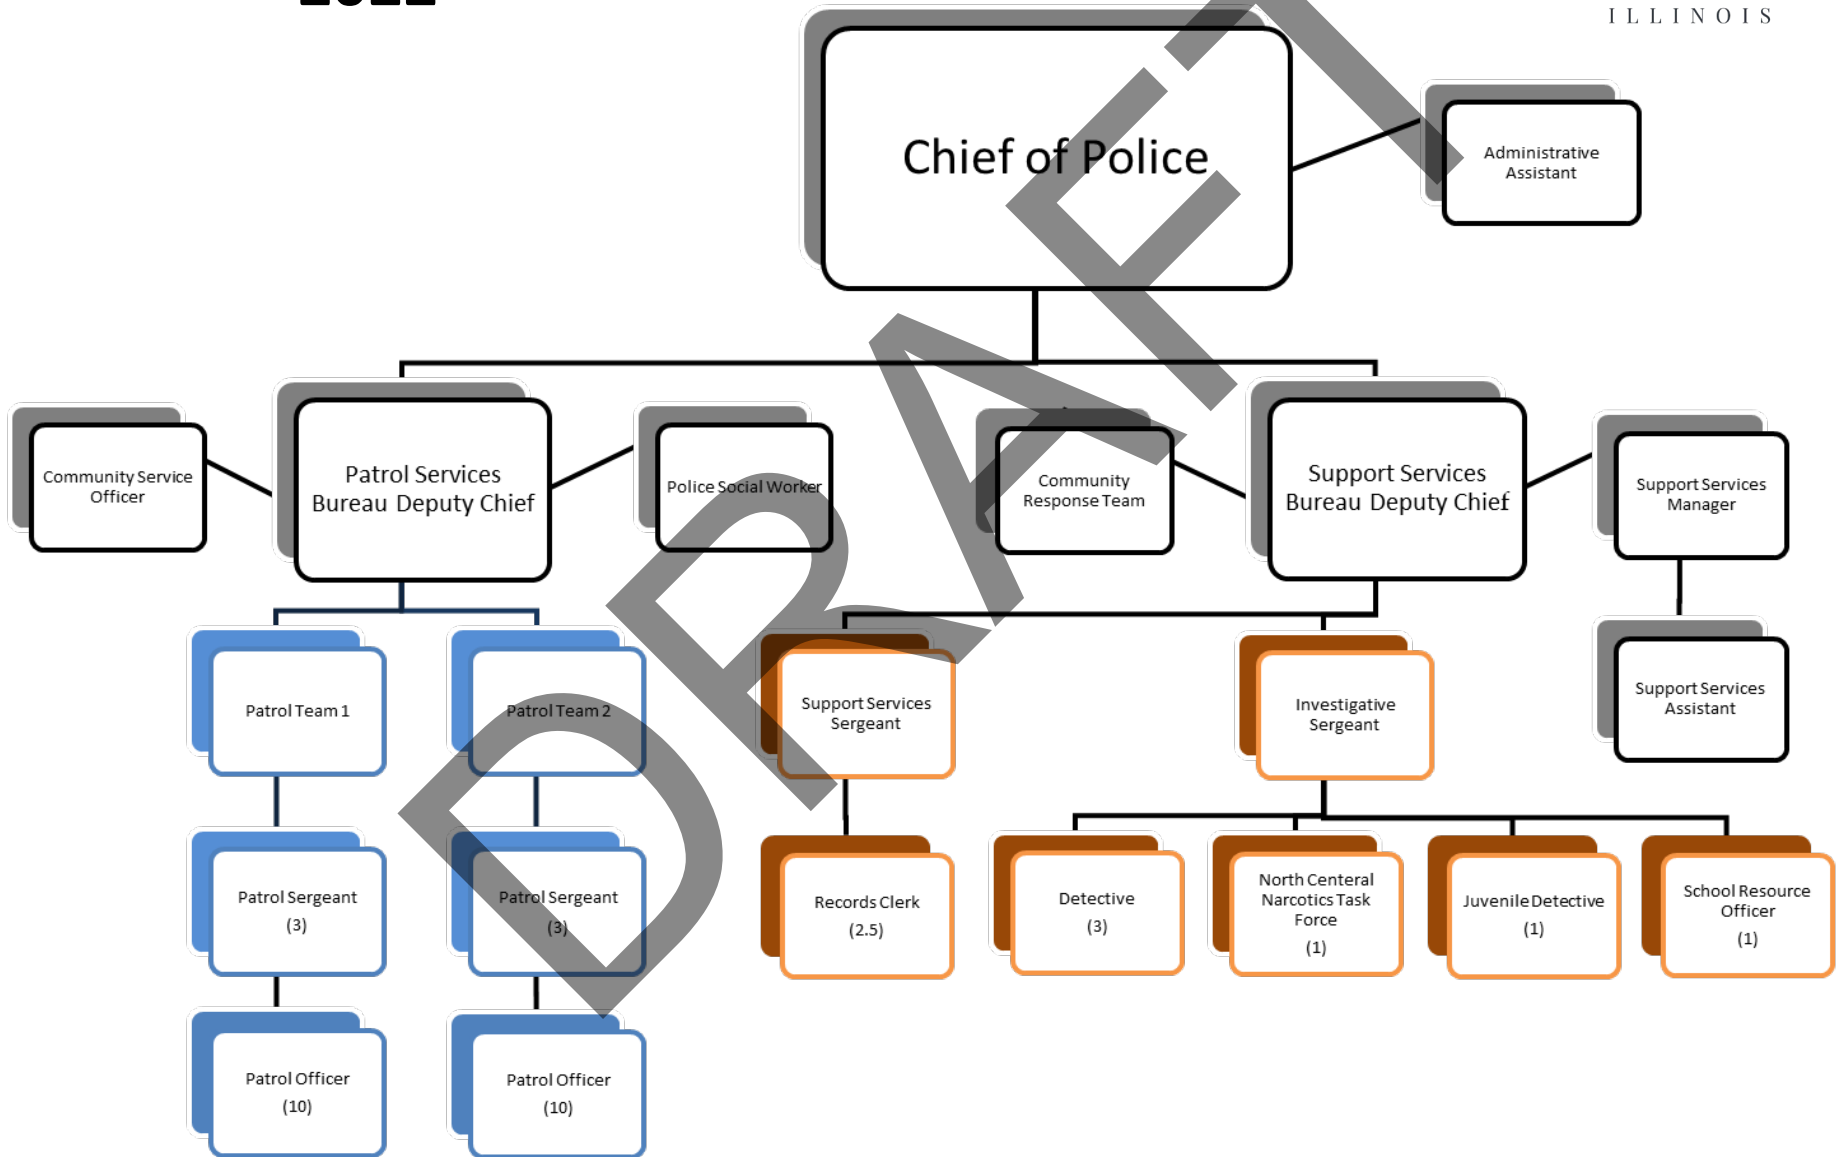 ILLINOIS
Chief of Police
Administrative
Assistant
Community Service
Officer
Patrol Services
Bureau Deputy Chief
Police Social Worker
Community
Response Team
Support Services
Bureau Deputy Chief
Support Services
Manager
Support Services
Assistant
Patrol Team 1
Patrol Team 2
Support Services
Sergeant
Investigative
Sergeant
Patrol Sergeant
(3)
Patrol Sergeant
(3)
Records Clerk
(2.5)
Detective
(3)
North Centeral
Narcotics Task
Force
(1)
Juvenile Detective
(1)
School Resource
Officer
(1)
Patrol Officer
(10)
Patrol Officer
(10)
DRAFT